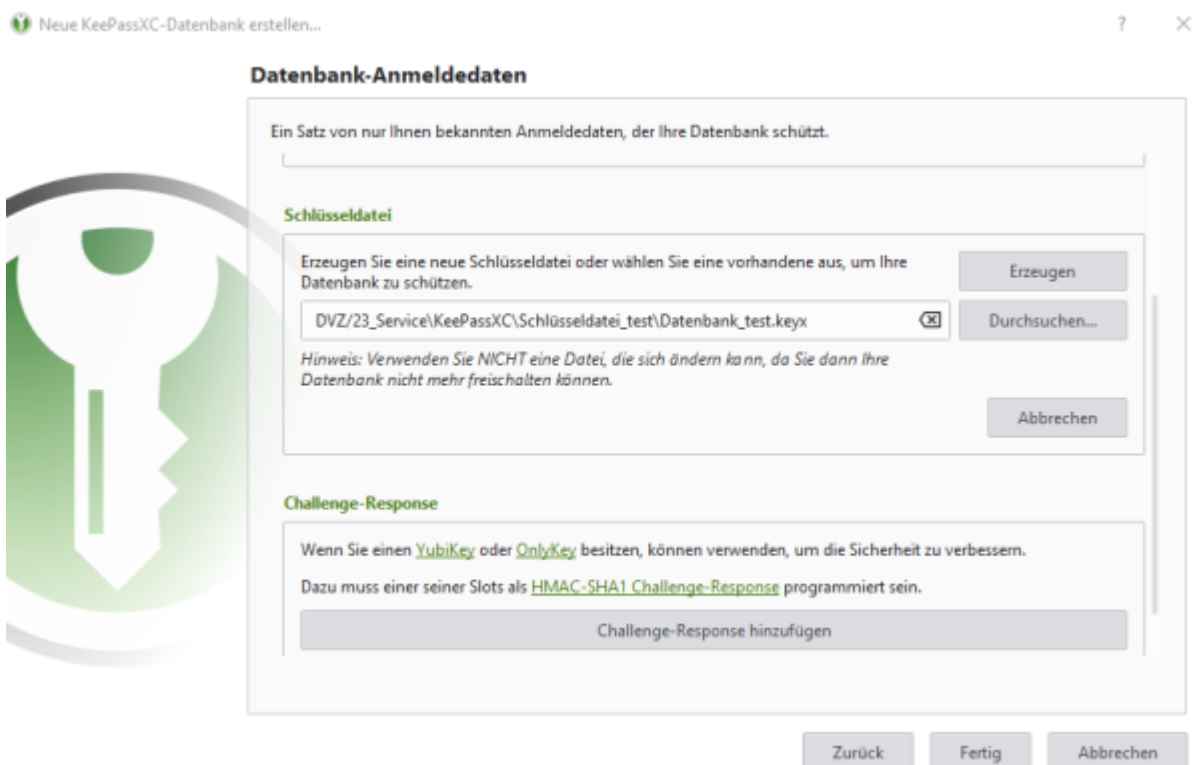 Neue KeePassXC-Datenbank erstellen...
?
Datenbank-Anmeldedaten
Ein Satz von nur Ihnen bekannten Anmeldedaten, der Ihre Datenbank schützt.
Schlüsseldatei
Erzeugen Sie eine neue Schlüsseldatei oder wählen Sie eine vorhandene aus, um Ihre
Datenbank zu schützen.
Erzeugen
DVZ/23_Service\KeePassXC\Schlüsseldatei_test\Datenbank_test.keyx
Durchsuchen...
Hinweis: Verwenden Sie NICHT eine Datei, die sich ändern kann, da Sie dann Ihre
Datenbank nicht mehr freischalten können.
Abbrechen
Challenge-Response
Wenn Sie einen YubiKey oder OnlyKey besitzen, können verwenden, um die Sicherheit zu verbessern.
Dazu muss einer seiner Slots als HMAC-SHA1 Challenge-Response programmiert sein.
Challenge-Response hinzufügen
Zurück
Fertig
Abbrechen